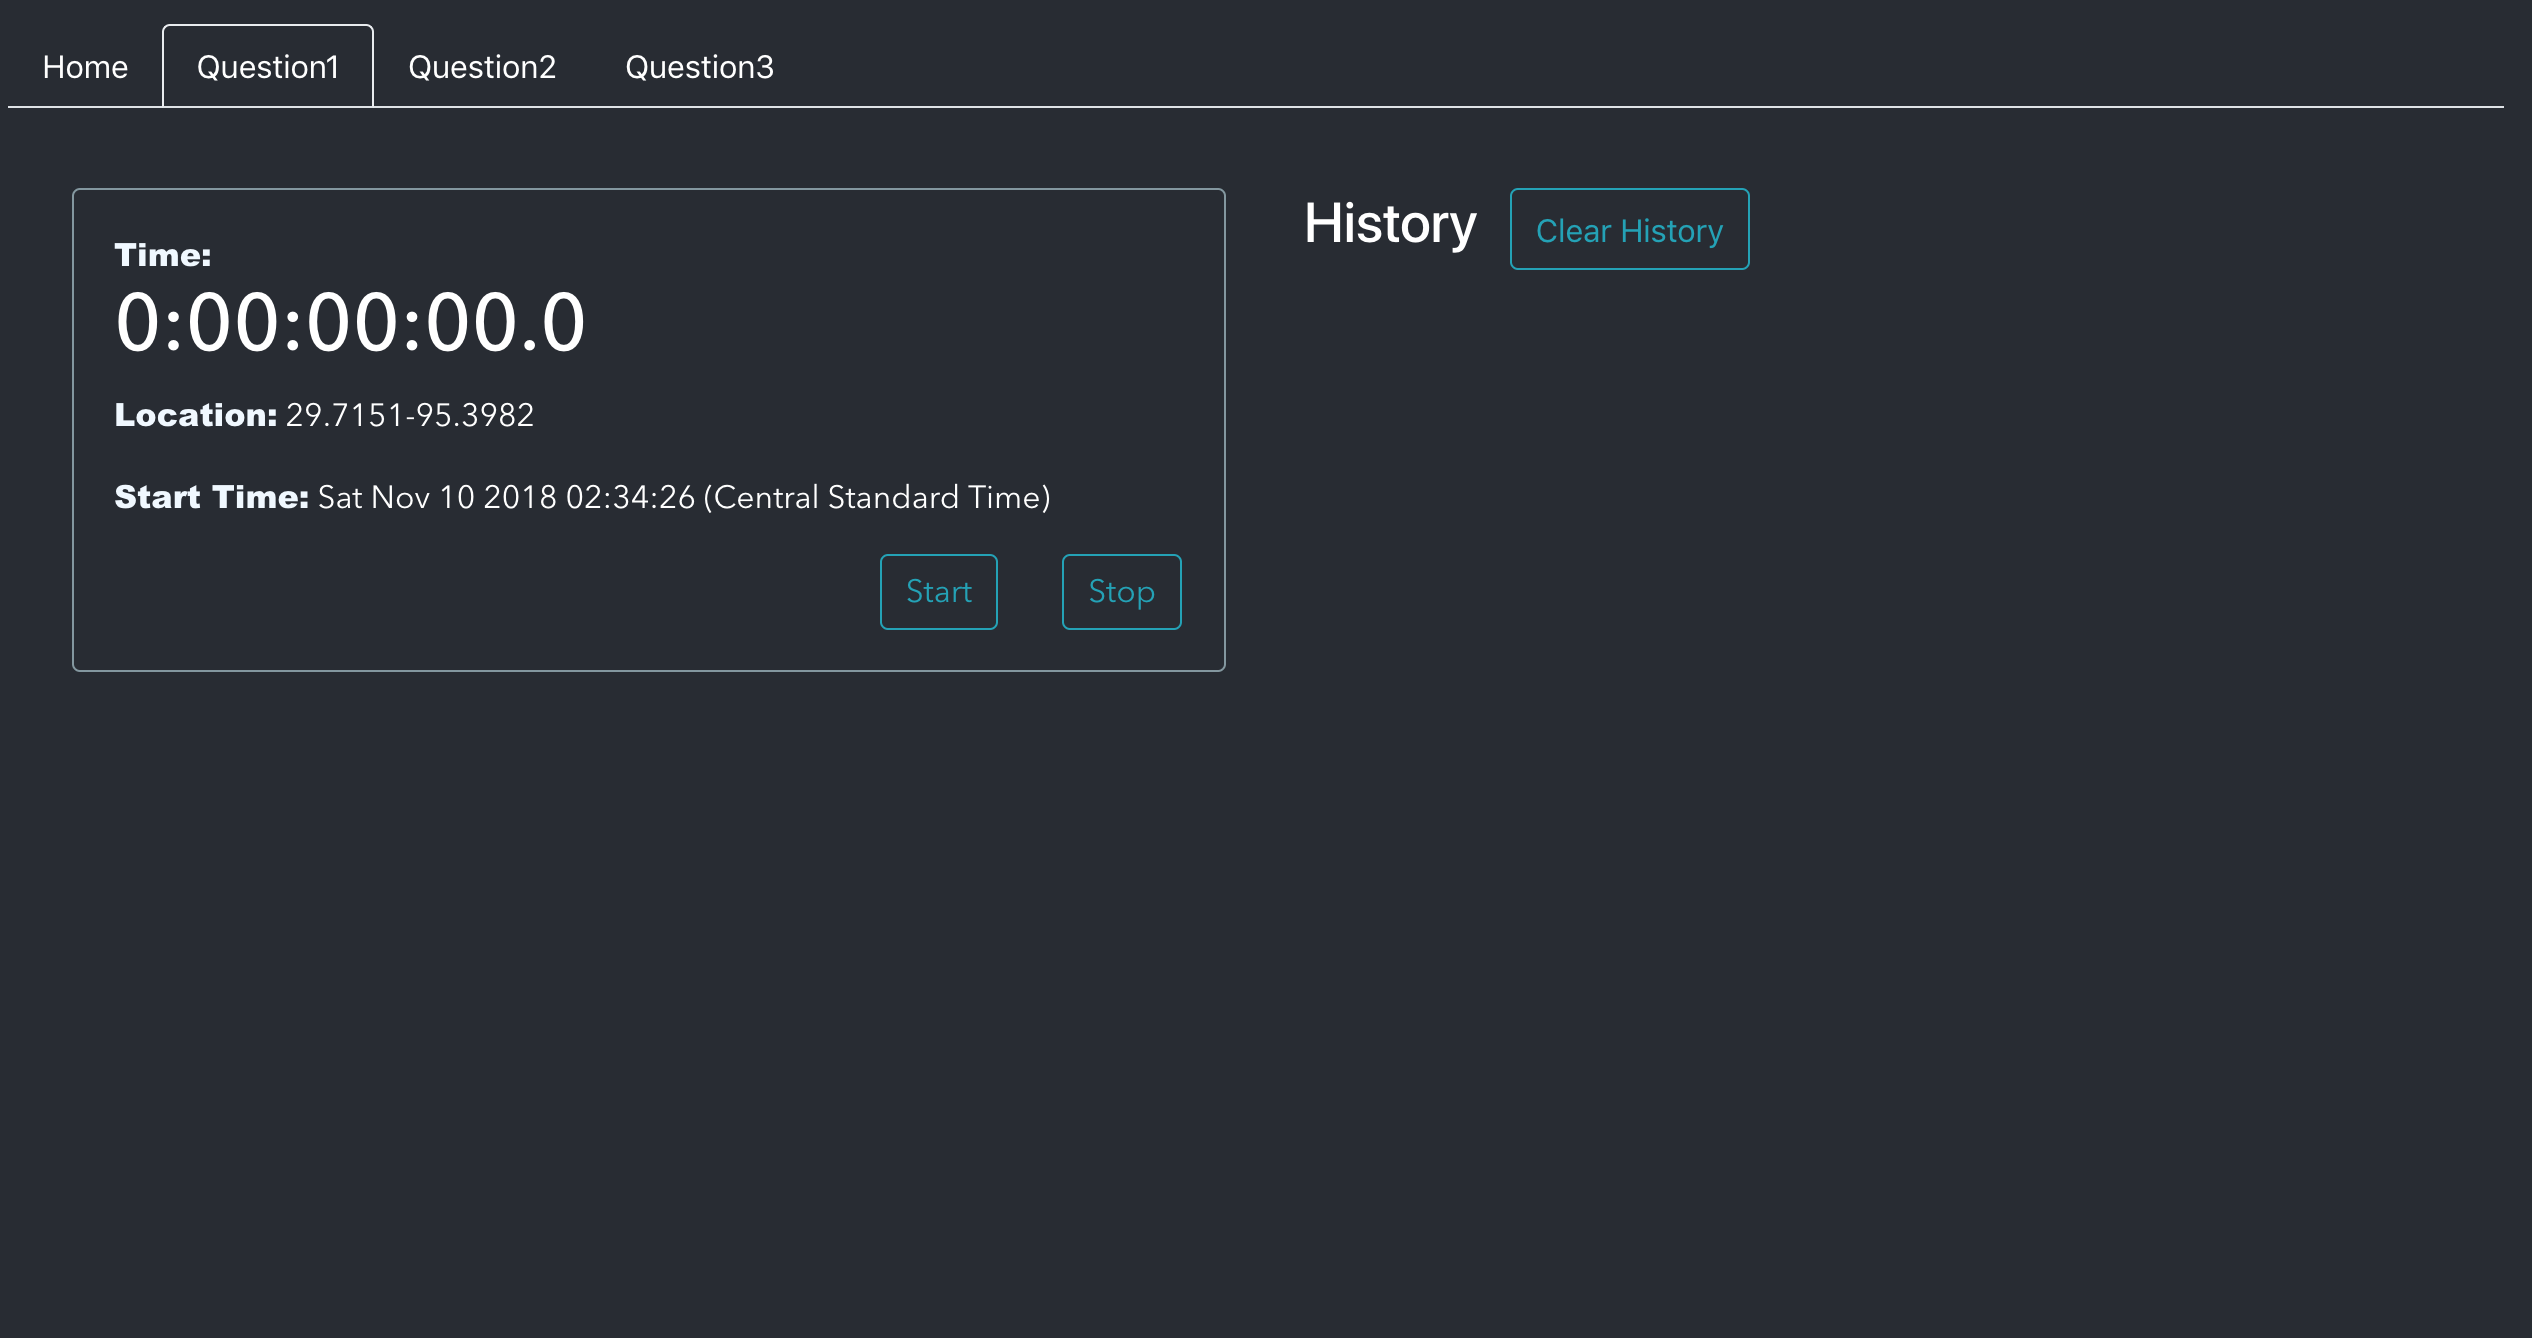 Home Question1 Question2 Question3
Time:
0:00:00:00.0
Location: 29.7151-95.3982
Start Time: Sat Nov 10 2018 02:34:26 (Central Standard Time)
Start Stop
History Clear History